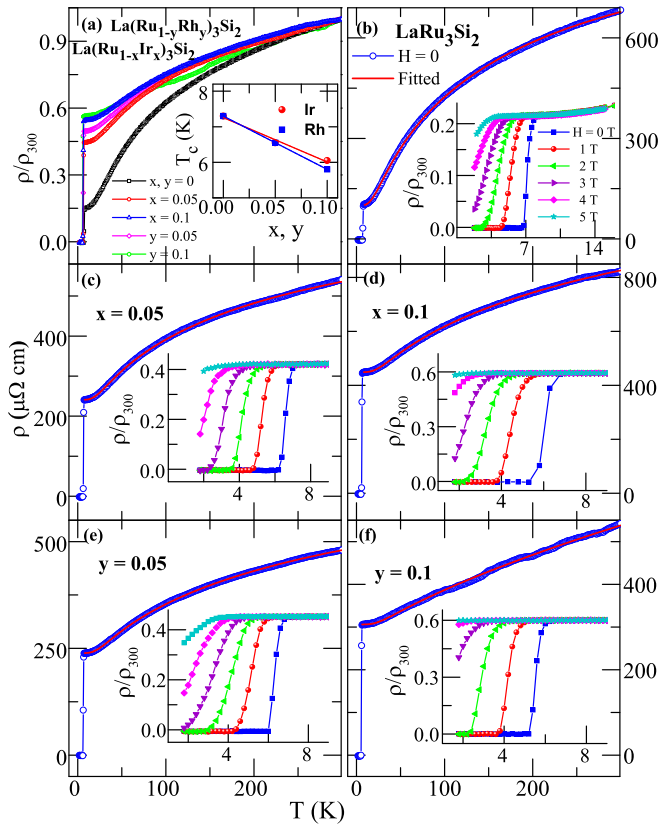 (a)
La(Ru1-yRhy)3Si2
La(Ru1-xIrx)3Si2
0.9
0.6
0.3
0.0
ρ/ρ300
8
6
Tc (K)
Ir
Rh
0.00 0.05 0.10
x, y
x, y = 0
x = 0.05
x = 0.1
y = 0.05
y = 0.1
(b)
LaRu3Si2
H = 0
Fitted
600
300
0
0.2
0.1
0.0
ρ/ρ300
7 14
H = 0 T
1 T
2 T
3 T
4 T
5 T
(c)
x = 0.05
400
200
0
ρ (μΩ cm)
0.4
0.2
0.0
ρ/ρ300
4 8
(d)
x = 0.1
800
400
0
0.6
0.3
0.0
ρ/ρ300
4 8
(e)
y = 0.05
500
250
0
0.4
0.2
0.0
ρ/ρ300
4 8
0 100 200
(f)
y = 0.1
600
300
0
0.6
0.3
0.0
ρ/ρ300
4 8
0 100 200
T (K)